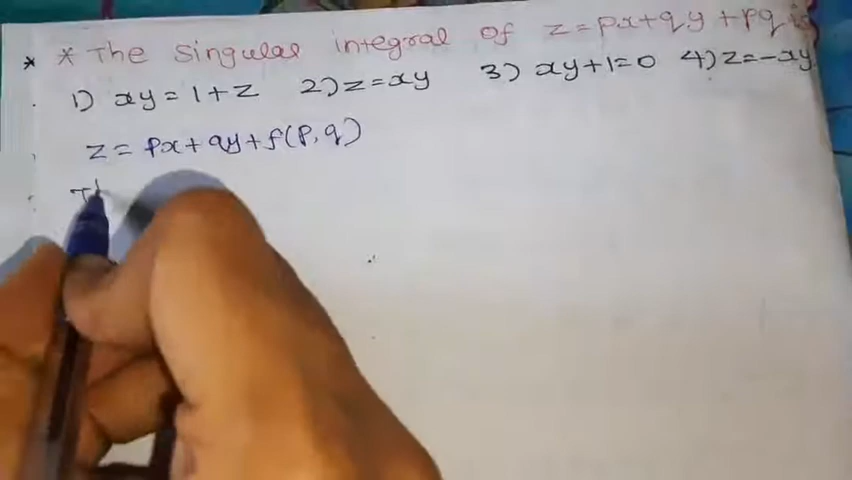 * * The singular integral of z=px+qy+pq is
1) xy=1+z 2) z=xy 3) xy+1=0 4) z=-xy
z=px+qy+f(p,q)